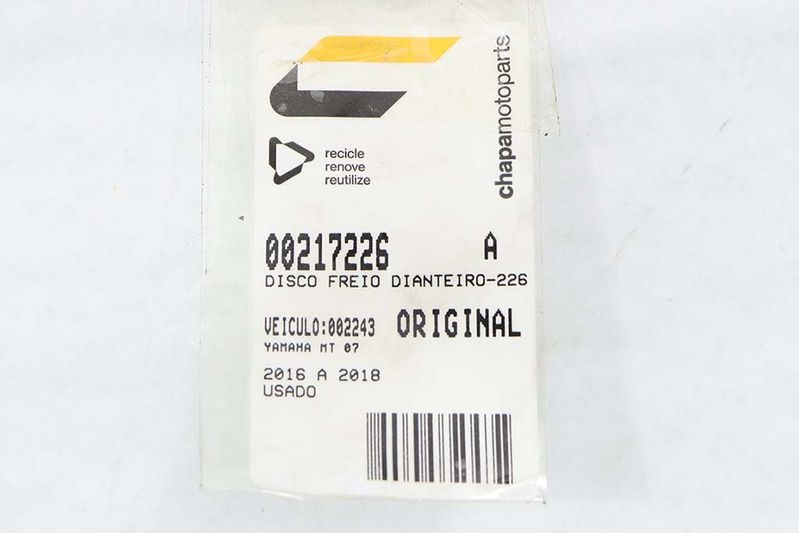 chapamotoparts
recicle
renove
reutilize
00217226 A
DISCO FREIO DIANTEIRO-226
VEICULO:002243 ORIGINAL
YAMAHA MT 07
2016 A 2018
USADO